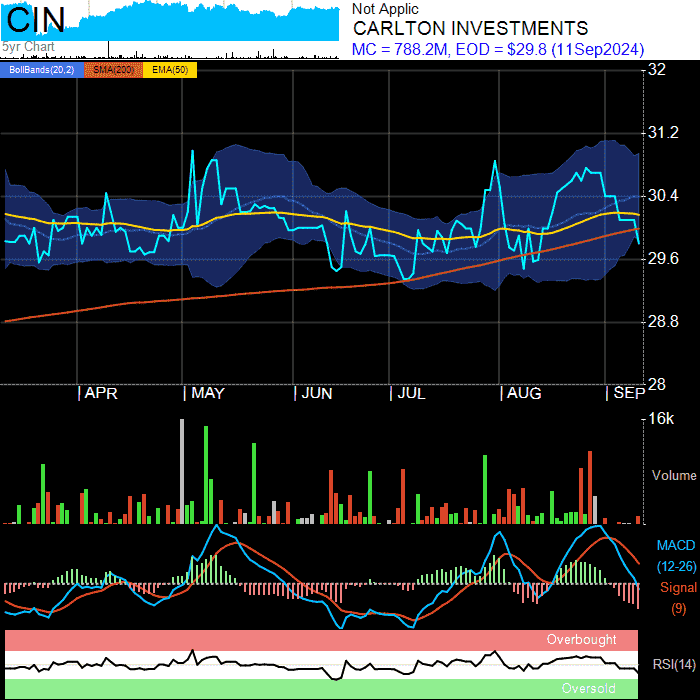 CIN
5yr Chart
Not Applic
CARLTON INVESTMENTS
MC = 788.2M, EOD = $29.8 (11Sep2024)
BollBands(20,2) SMA(200) EMA(50)
32
31.2
30.4
29.6
28.8
28
APR MAY JUN JUL AUG SEP
16k
Volume
MACD
(12-26)
Signal
(9)
Overbought
RSI(14)
Oversold